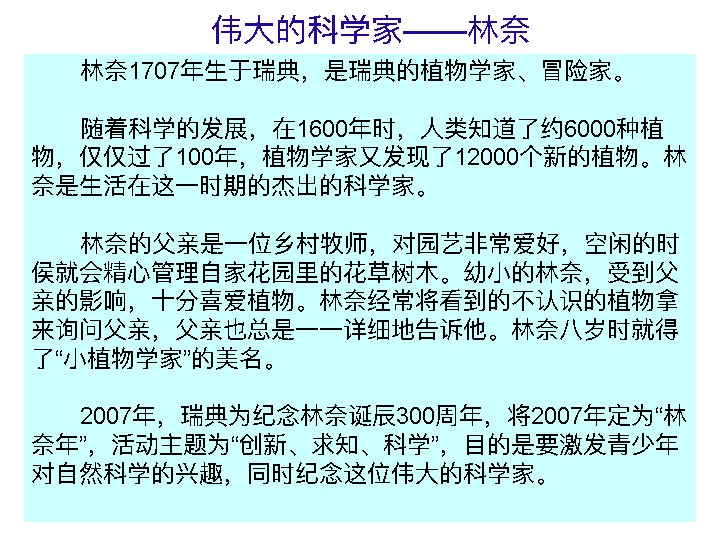 伟大的科学家——林奈
林奈1707年生于瑞典，是瑞典的植物学家、冒险家。
随着科学的发展，在1600年时，人类知道了约6000种植
物，仅仅过了100年，植物学家又发现了12000个新的植物。林
奈是生活在这一时期的杰出的科学家。
林奈的父亲是一位乡村牧师，对园艺非常爱好，空闲的时
侯就会精心管理自家花园里的花草树木。幼小的林奈，受到父
亲的影响，十分喜爱植物。林奈经常将看到的不认识的植物拿
来询问父亲，父亲也总是一一详细地告诉他。林奈八岁时就得
了“小植物学家”的美名。
2007年，瑞典为纪念林奈诞辰300周年，将2007年定为“林
奈年”，活动主题为“创新、求知、科学”，目的是要激发青少年
对自然科学的兴趣，同时纪念这位伟大的科学家。